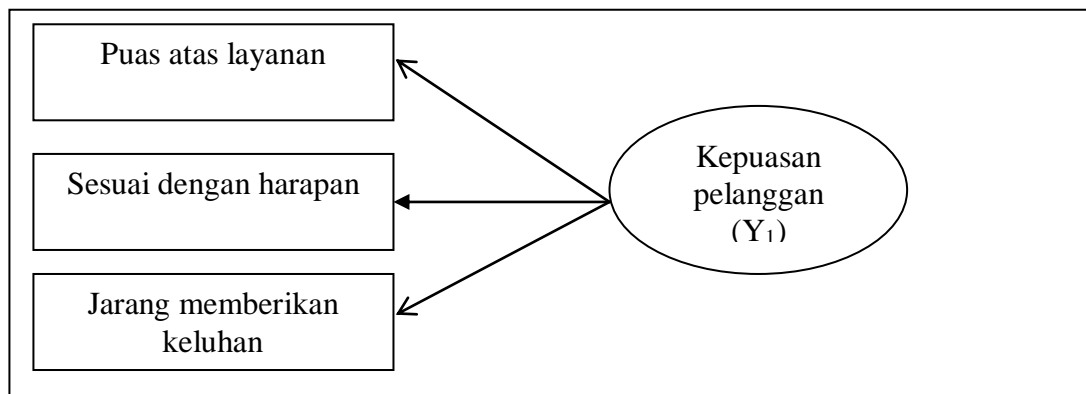 Puas atas layanan
Sesuai dengan harapan
Jarang memberikan
keluhan
Kepuasan
pelanggan
(Y₁)